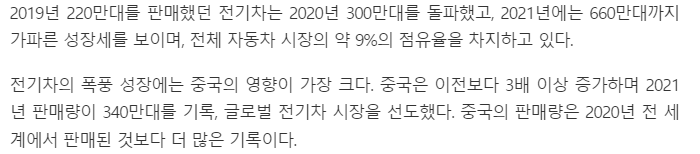 2019년 220만대를 판매했던 전기차는 2020년 300만대를 돌파했고, 2021년에는 660만대까지
가파른 성장세를 보이며, 전체 자동차 시장의 약 9%의 점유율을 차지하고 있다.
전기차의 폭풍 성장에는 중국의 영향이 가장 크다. 중국은 이전보다 3배 이상 증가하며 2021
년 판매량이 340만대를 기록, 글로벌 전기차 시장을 선도했다. 중국의 판매량은 2020년 전 세
계에서 판매된 것보다 더 많은 기록이다.